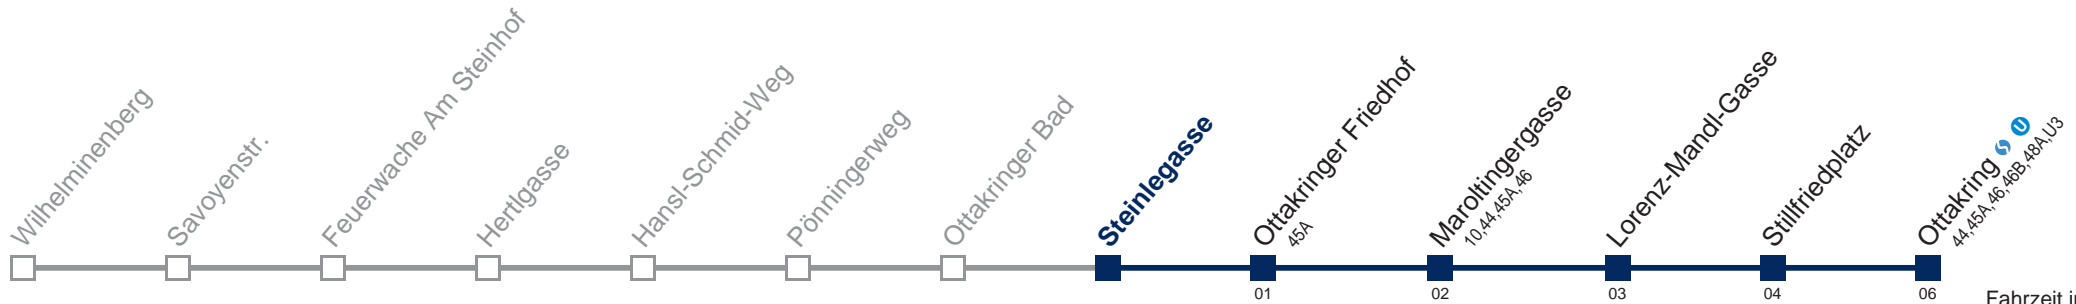 Wilhelminenberg
Savoyenstr.
Feuerwache Am Steinhof
Hertlgasse
Hansl-Schmid-Weg
Pönningerweg
Ottakringer Bad
Steinlegasse
Ottakringer Friedhof
45A
Maroltingergasse
10,44,45A,46
Lorenz-Mandl-Gasse
Stillfriedplatz
Ottakring S U
44,45A,46,46B,48A,U3
01 02 03 04 06
Fahrzeit